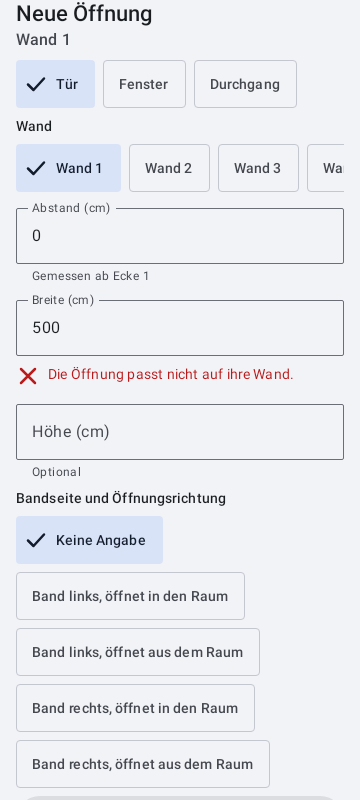 Neue Öffnung
Wand 1
Tür
Fenster
Durchgang
Wand
Wand 1
Wand 2
Wand 3
Abstand (cm)
0
Gemessen ab Ecke 1
Breite (cm)
500
Die Öffnung passt nicht auf ihre Wand.
Höhe (cm)
Optional
Bandseite und Öffnungsrichtung
Keine Angabe
Band links, öffnet in den Raum
Band links, öffnet aus dem Raum
Band rechts, öffnet in den Raum
Band rechts, öffnet aus dem Raum